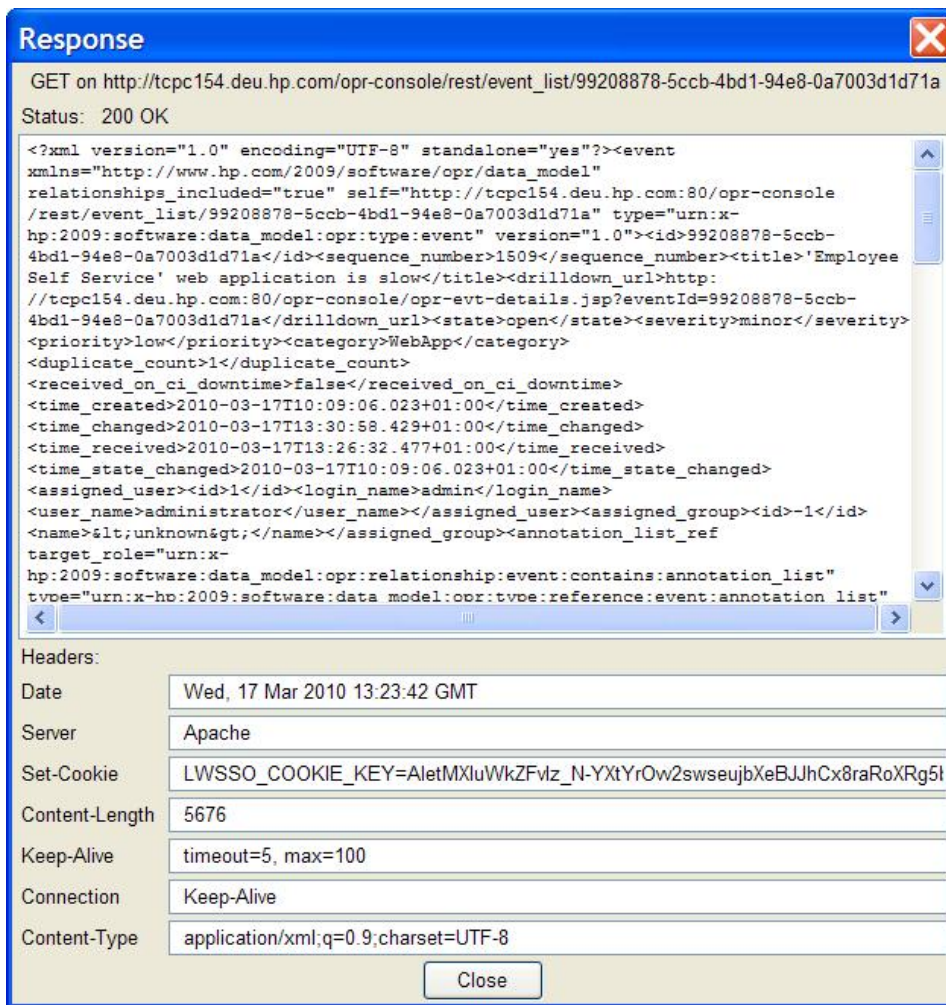 Response
GET on http://tcpc154.deu.hp.com/opr-console/rest/event_list/99208878-5ccb-4bd1-94e8-0a7003d1d71a
Status: 200 OK
<?xml version="1.0" encoding="UTF-8" standalone="yes"?><event
xmlns="http://www.hp.com/2009/software/opr/data_model"
relationships_included="true" self="http://tcpc154.deu.hp.com:80/opr-console
/rest/event_list/99208878-5ccb-4bd1-94e8-0a7003d1d71a" type="urn:x-
hp:2009:software:data_model:opr:type:event" version="1.0"><id>99208878-5ccb-
4bd1-94e8-0a7003d1d71a</id><sequence_number>1509</sequence_number><title>'Employee
Self Service' web application is slow</title><drilldown_url>http:
//tcpc154.deu.hp.com:80/opr-console/opr-evt-details.jsp?eventId=99208878-5ccb-
4bd1-94e8-0a7003d1d71a</drilldown_url><state>open</state><severity>minor</severity>
<priority>low</priority><category>WebApp</category>
<duplicate_count>1</duplicate_count>
<received_on_ci_downtime>false</received_on_ci_downtime>
<time_created>2010-03-17T10:09:06.023+01:00</time_created>
<time_changed>2010-03-17T13:30:58.429+01:00</time_changed>
<time_received>2010-03-17T13:26:32.477+01:00</time_received>
<time_state_changed>2010-03-17T10:09:06.023+01:00</time_state_changed>
<assigned_user><id>1</id><login_name>admin</login_name>
<user_name>administrator</user_name></assigned_user><assigned_group><id>-1</id>
<name>&lt;unknown&gt;</name></assigned_group><annotation_list_ref
target_role="urn:x-
hp:2009:software:data_model:opr:relationship:event:contains:annotation_list"
type="urn:x-hp:2009:software:data_model:opr:type:reference:event:annotation_list"
Headers:
Date Wed, 17 Mar 2010 13:23:42 GMT
Server Apache
Set-Cookie LWSSO_COOKIE_KEY=
Content-Length 5676
Keep-Alive timeout=5, max=100
Connection Keep-Alive
Content-Type application/xml;q=0.9;charset=UTF-8
Close